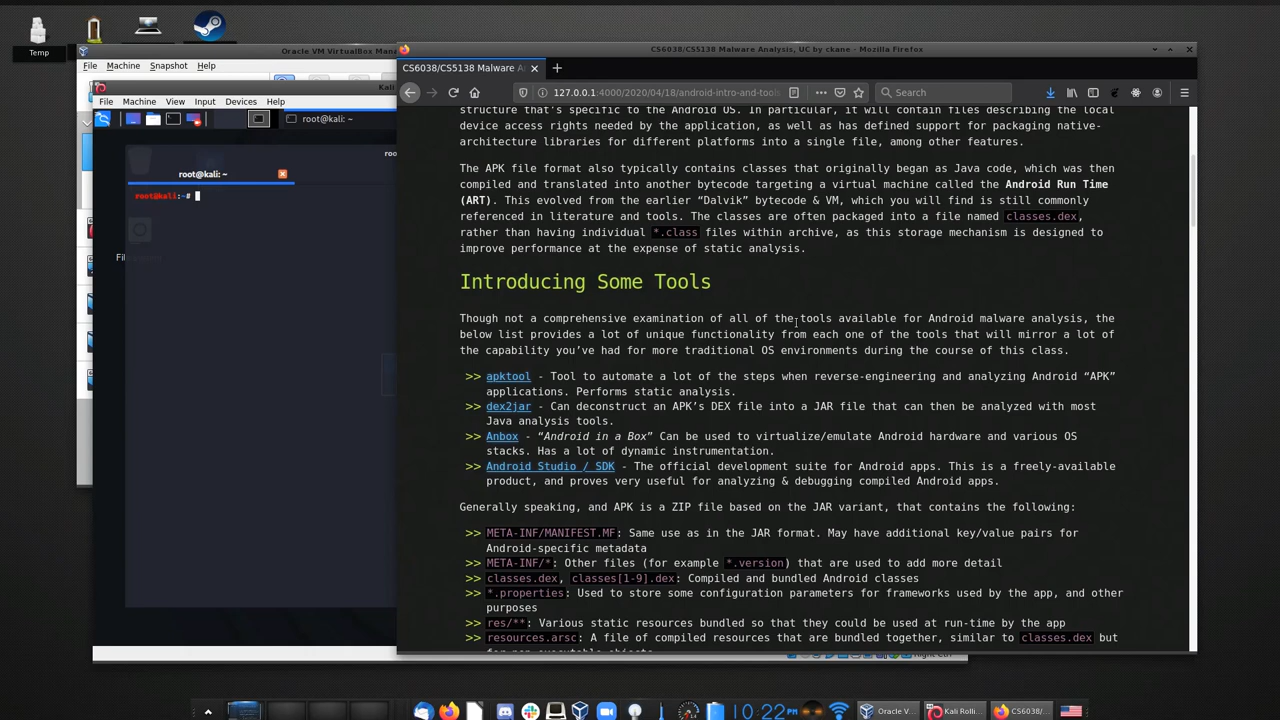 Temp
Oracle VM VirtualBox Man
File Machine Snapshot Help
Kali
File Machine View Input Devices Help
root@kali: ~
root@kali: ~
root@kali:~#
CS6038/CS5138 Malware Analysis, UC by ckane - Mozilla Firefox
CS6038/CS5138 Malware A
127.0.0.1:4000/2020/04/18/android-intro-and-tools
Search
structure that's specific to the Android OS. In particular, it will contain files describing the local
device access rights needed by the application, as well as has defined support for packaging native-
architecture libraries for different platforms into a single file, among other features.
The APK file format also typically contains classes that originally began as Java code, which was then
compiled and translated into another bytecode targeting a virtual machine called the Android Run Time
(ART). This evolved from the earlier “Dalvik” bytecode & VM, which you will find is still commonly
referenced in literature and tools. The classes are often packaged into a file named classes.dex,
rather than having individual *.class files within archive, as this storage mechanism is designed to
improve performance at the expense of static analysis.
Introducing Some Tools
Though not a comprehensive examination of all of the tools available for Android malware analysis, the
below list provides a lot of unique functionality from each one of the tools that will mirror a lot of
the capability you’ve had for more traditional OS environments during the course of this class.
>> apktool - Tool to automate a lot of the steps when reverse-engineering and analyzing Android “APK”
applications. Performs static analysis.
>> dex2jar - Can deconstruct an APK’s DEX file into a JAR file that can then be analyzed with most
Java analysis tools.
>> Anbox - “Android in a Box” Can be used to virtualize/emulate Android hardware and various OS
stacks. Has a lot of dynamic instrumentation.
>> Android Studio / SDK - The official development suite for Android apps. This is a freely-available
product, and proves very useful for analyzing & debugging compiled Android apps.
Generally speaking, and APK is a ZIP file based on the JAR variant, that contains the following:
>> META-INF/MANIFEST.MF: Same use as in the JAR format. May have additional key/value pairs for
Android-specific metadata
>> META-INF/*: Other files (for example *.version) that are used to add more detail
>> classes.dex, classes[1-9].dex: Compiled and bundled Android classes
>> *.properties: Used to store some configuration parameters for frameworks used by the app, and other
purposes
>> res/**: Various static resources bundled so that they could be used at run-time by the app
>> resources.arsc: A file of compiled resources that are bundled together, similar to classes.dex but
10:22pm
Oracle V...
Kali Rolli...
CS6038/...